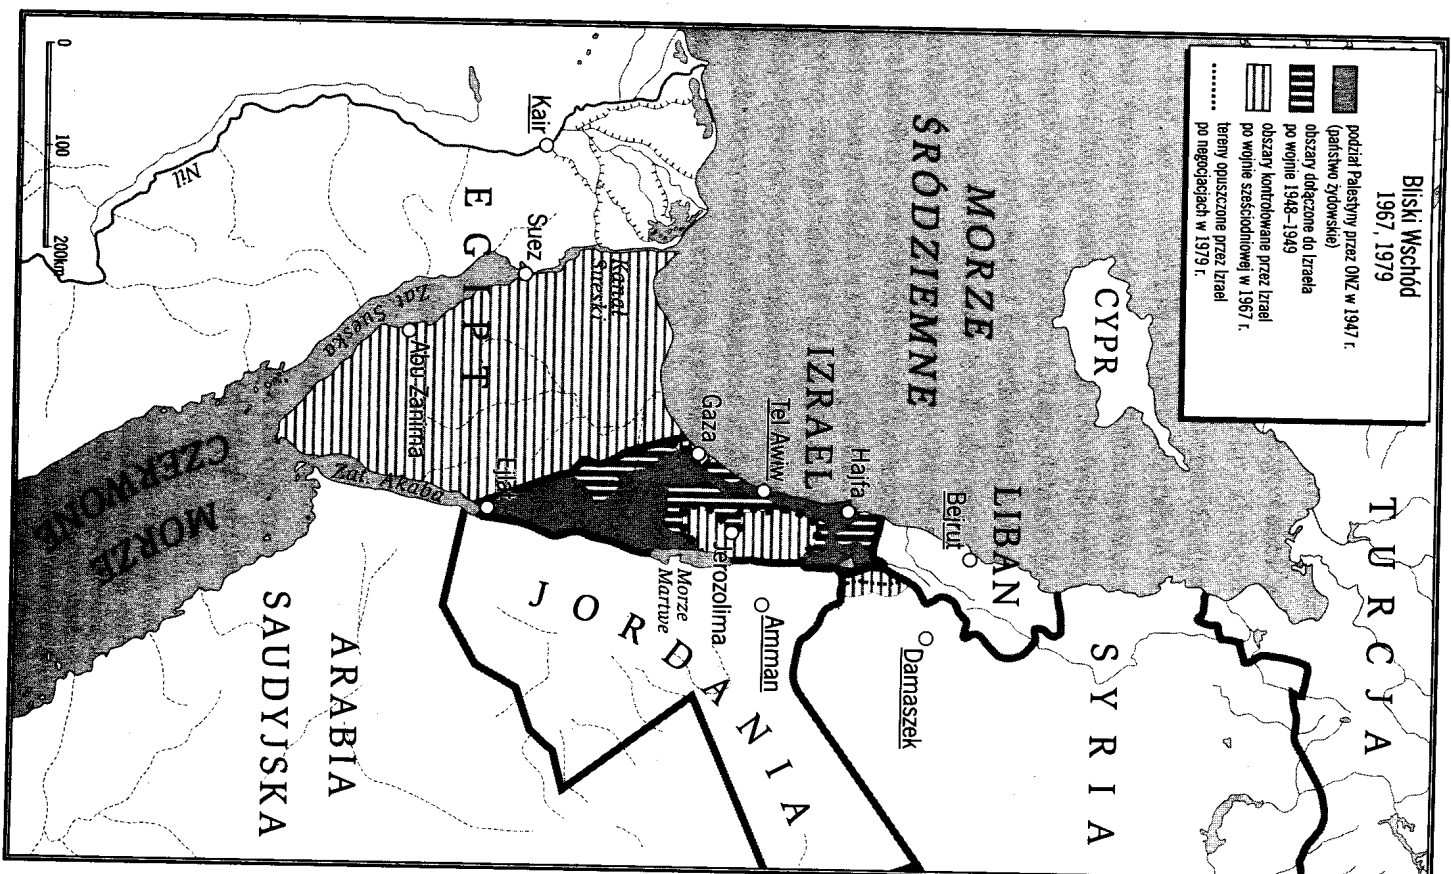 Bliski Wschód
1967, 1979
podział Palestyny przez ONZ w 1947 r.
(państwo żydowskie)
obszary dołączone do Izraela
po wojnie 1948–1949
obszary kontrolowane przez Izrael
po wojnie sześciodniowej w 1967 r.
tereny opuszczone przez Izrael
po negocjacjach w 1979 r.
TURCJA
CYPR
SYRIA
MORZE
ŚRÓDZIEMNE
LIBAN
Bejrut
Damaszek
Hajfa
IZRAEL
Tel Awiw
Amman
Jerozolima
Gaza
Morze
Martwe
JORDANIA
Kanał
Sueski
Kair
Suez
EGIPT
Ejlat
Abu Zanima
Zat. Sueska
Zat. Akaba
ARABIA
SAUDYJSKA
MORZE
CZERWONE
Nil
0
100
200km